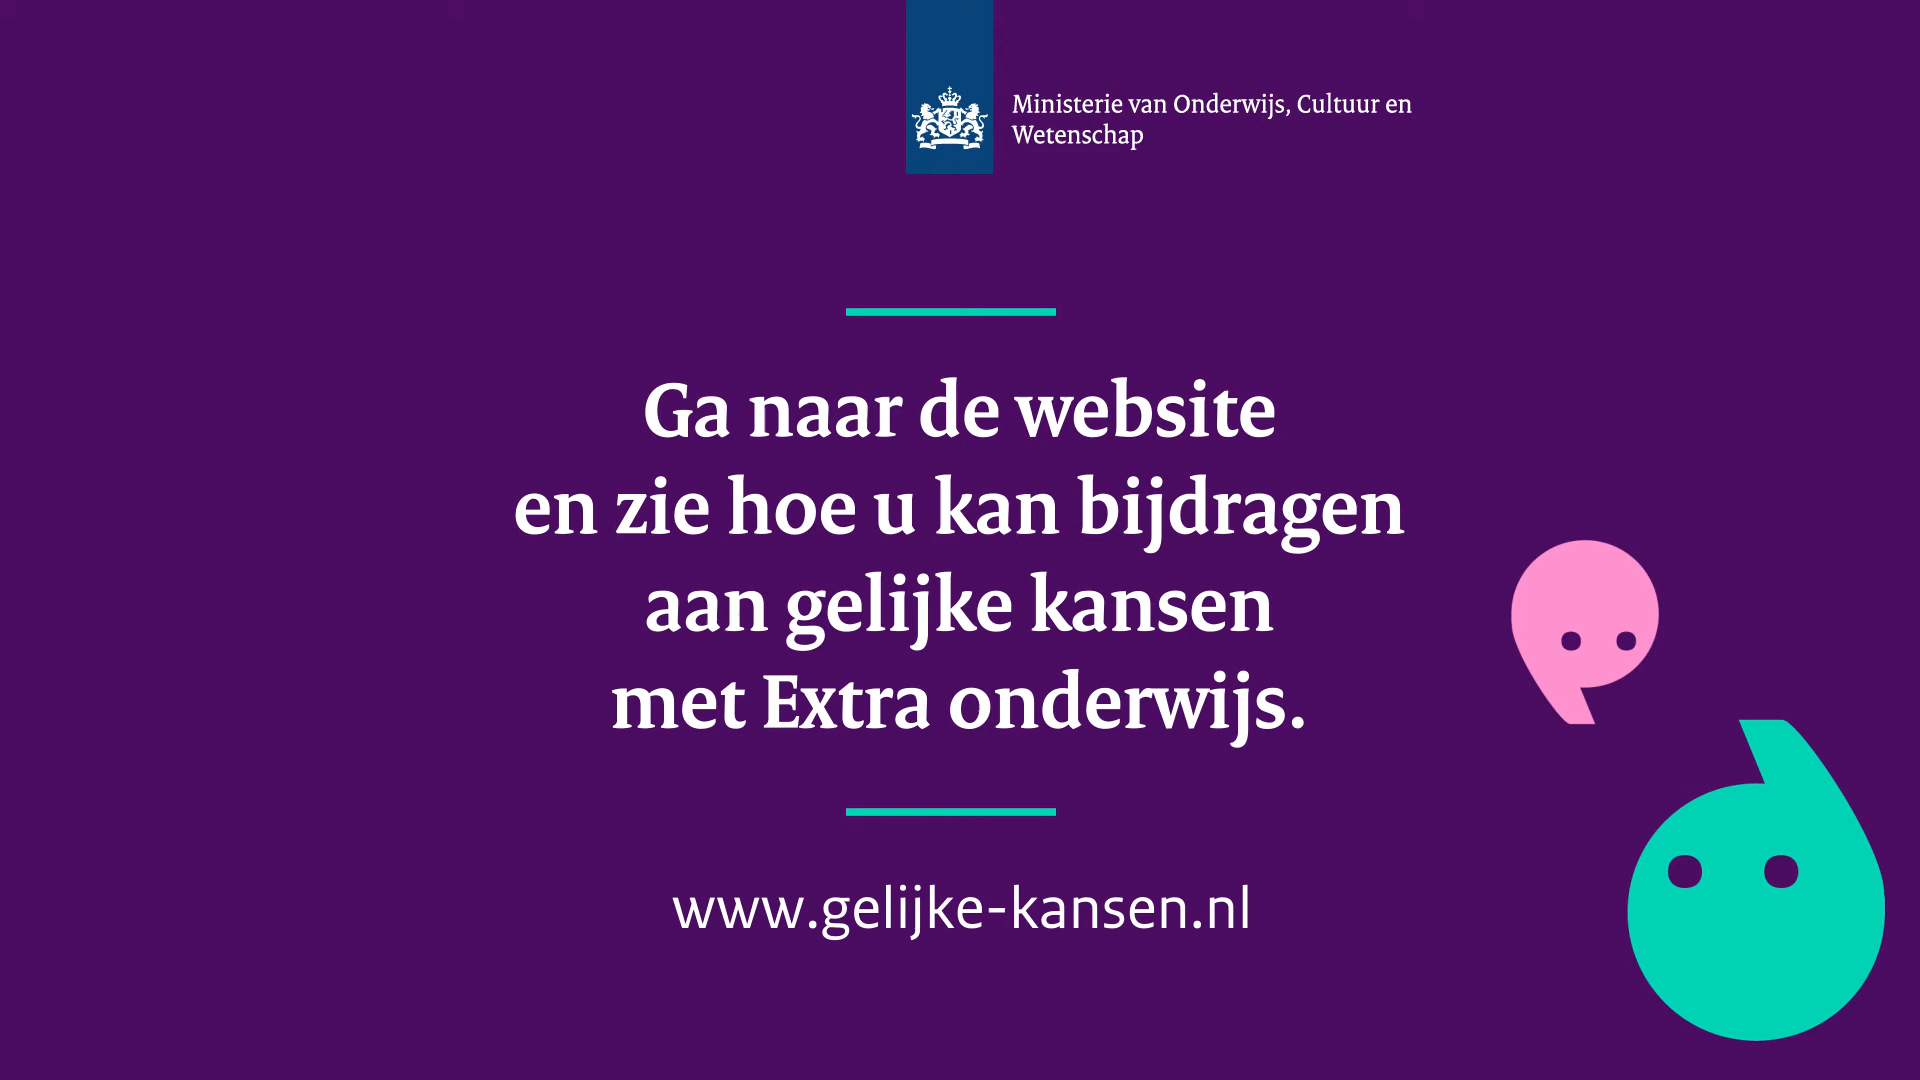 Ministerie van Onderwijs, Cultuur en
Wetenschap
Ga naar de website
en zie hoe u kan bijdragen
aan gelijke kansen
met Extra onderwijs.
www.gelijke-kansen.nl